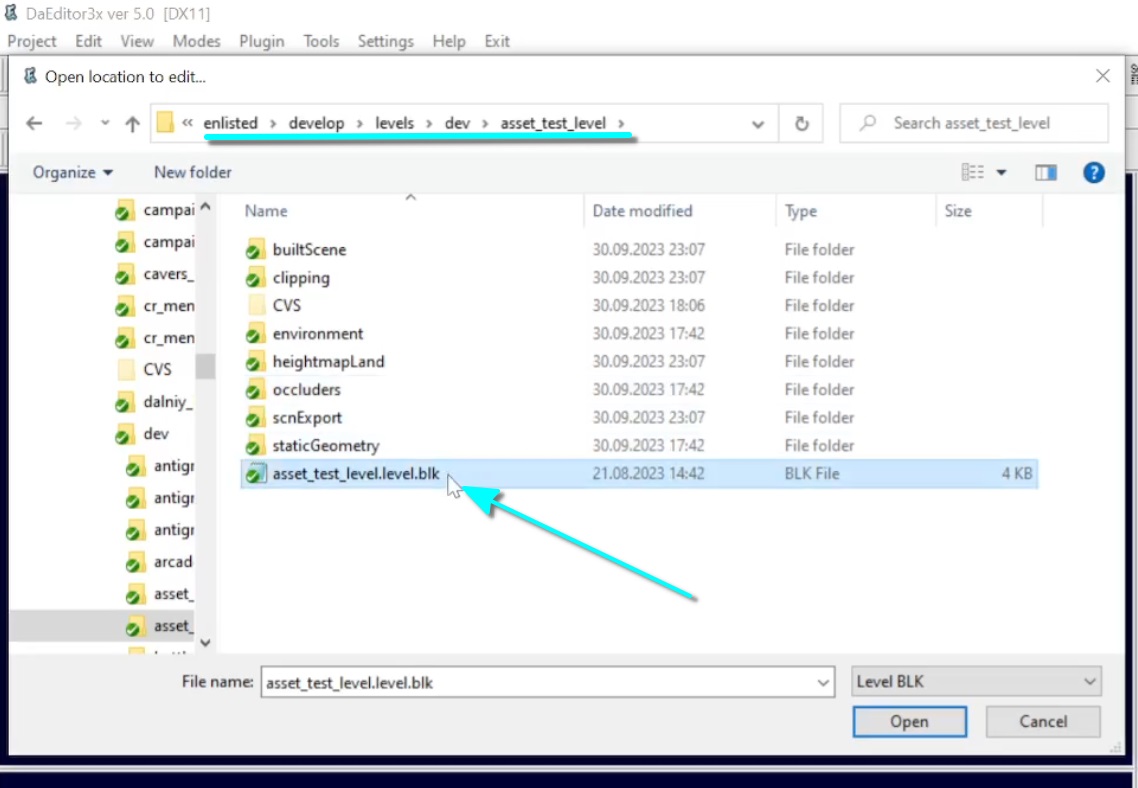 DaEditor3x ver 5.0 [DX11]
Project Edit View Modes Plugin Tools Settings Help Exit
Open location to edit...
« enlisted › develop › levels › dev › asset_test_level ›
Search asset_test_level
Organize New folder
Name Date modified Type Size
builtScene 30.09.2023 23:07 File folder
clipping 30.09.2023 23:07 File folder
CVS 30.09.2023 18:06 File folder
environment 30.09.2023 17:42 File folder
heightmapLand 30.09.2023 23:07 File folder
occluders 30.09.2023 17:42 File folder
scnExport 30.09.2023 23:07 File folder
staticGeometry 30.09.2023 17:42 File folder
asset_test_level.level.blk 21.08.2023 14:42 BLK File 4 KB
campai
campai
cavers_
cr_men
cr_men
CVS
dalniy_
dev
antigr
antigr
antigr
arcad
asset_
asset_
File name: asset_test_level.level.blk Level BLK
Open Cancel